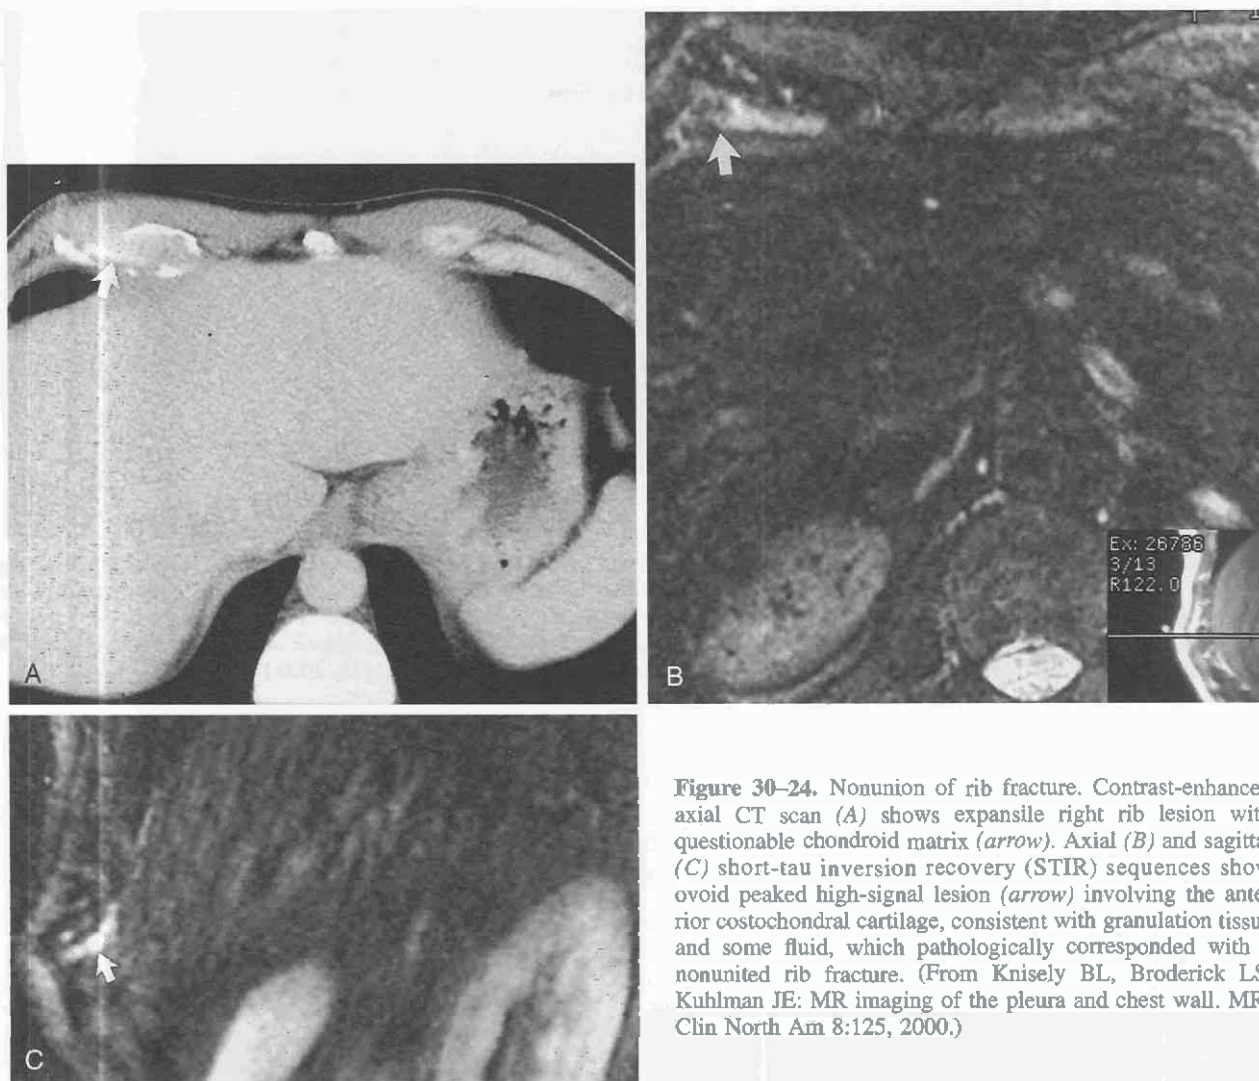 A
B
Ex: 26786
3/13
R122.0
C
Figure 30–24. Nonunion of rib fracture. Contrast-enhance
axial CT scan (A) shows expansile right rib lesion wit
questionable chondroid matrix (arrow). Axial (B) and sagitta
(C) short-tau inversion recovery (STIR) sequences show
ovoid peaked high-signal lesion (arrow) involving the ante
rior costochondral cartilage, consistent with granulation tissu
and some fluid, which pathologically corresponded with
nonunited rib fracture. (From Knisely BL, Broderick LS
Kuhlman JE: MR imaging of the pleura and chest wall. MR
Clin North Am 8:125, 2000.)